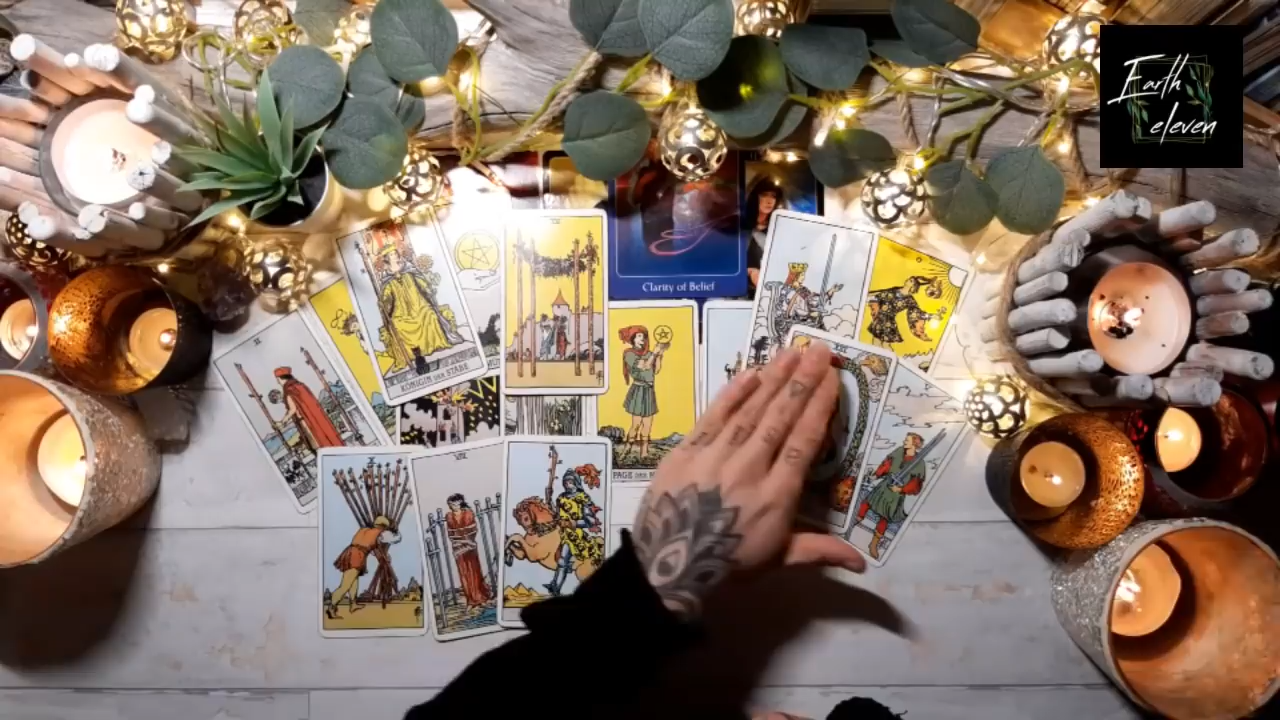 Earth
eleven
Clarity of Belief
KÖNIGIN DER STÄBE
PAGE DER M